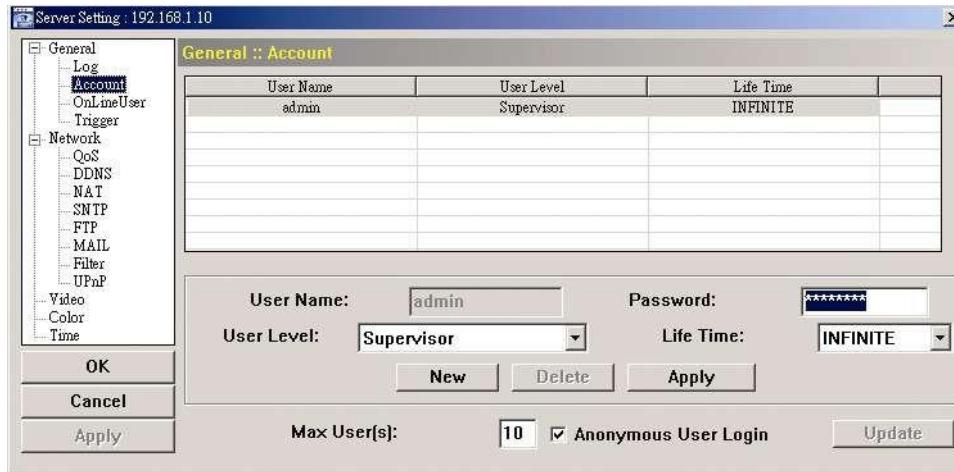 Server Setting : 192.168.1.10
General
Log
Account
OnLineUser
Trigger
Network
QoS
DDNS
NAT
SNTP
FTP
MAIL
Filter
UPnP
Video
Color
Time
OK
Cancel
Apply
General :: Account
User Name User Level Life Time
admin Supervisor INFINITE
User Name: admin Password: ********
User Level: Supervisor Life Time: INFINITE
New Delete Apply
Max User(s): 10 Anonymous User Login Update